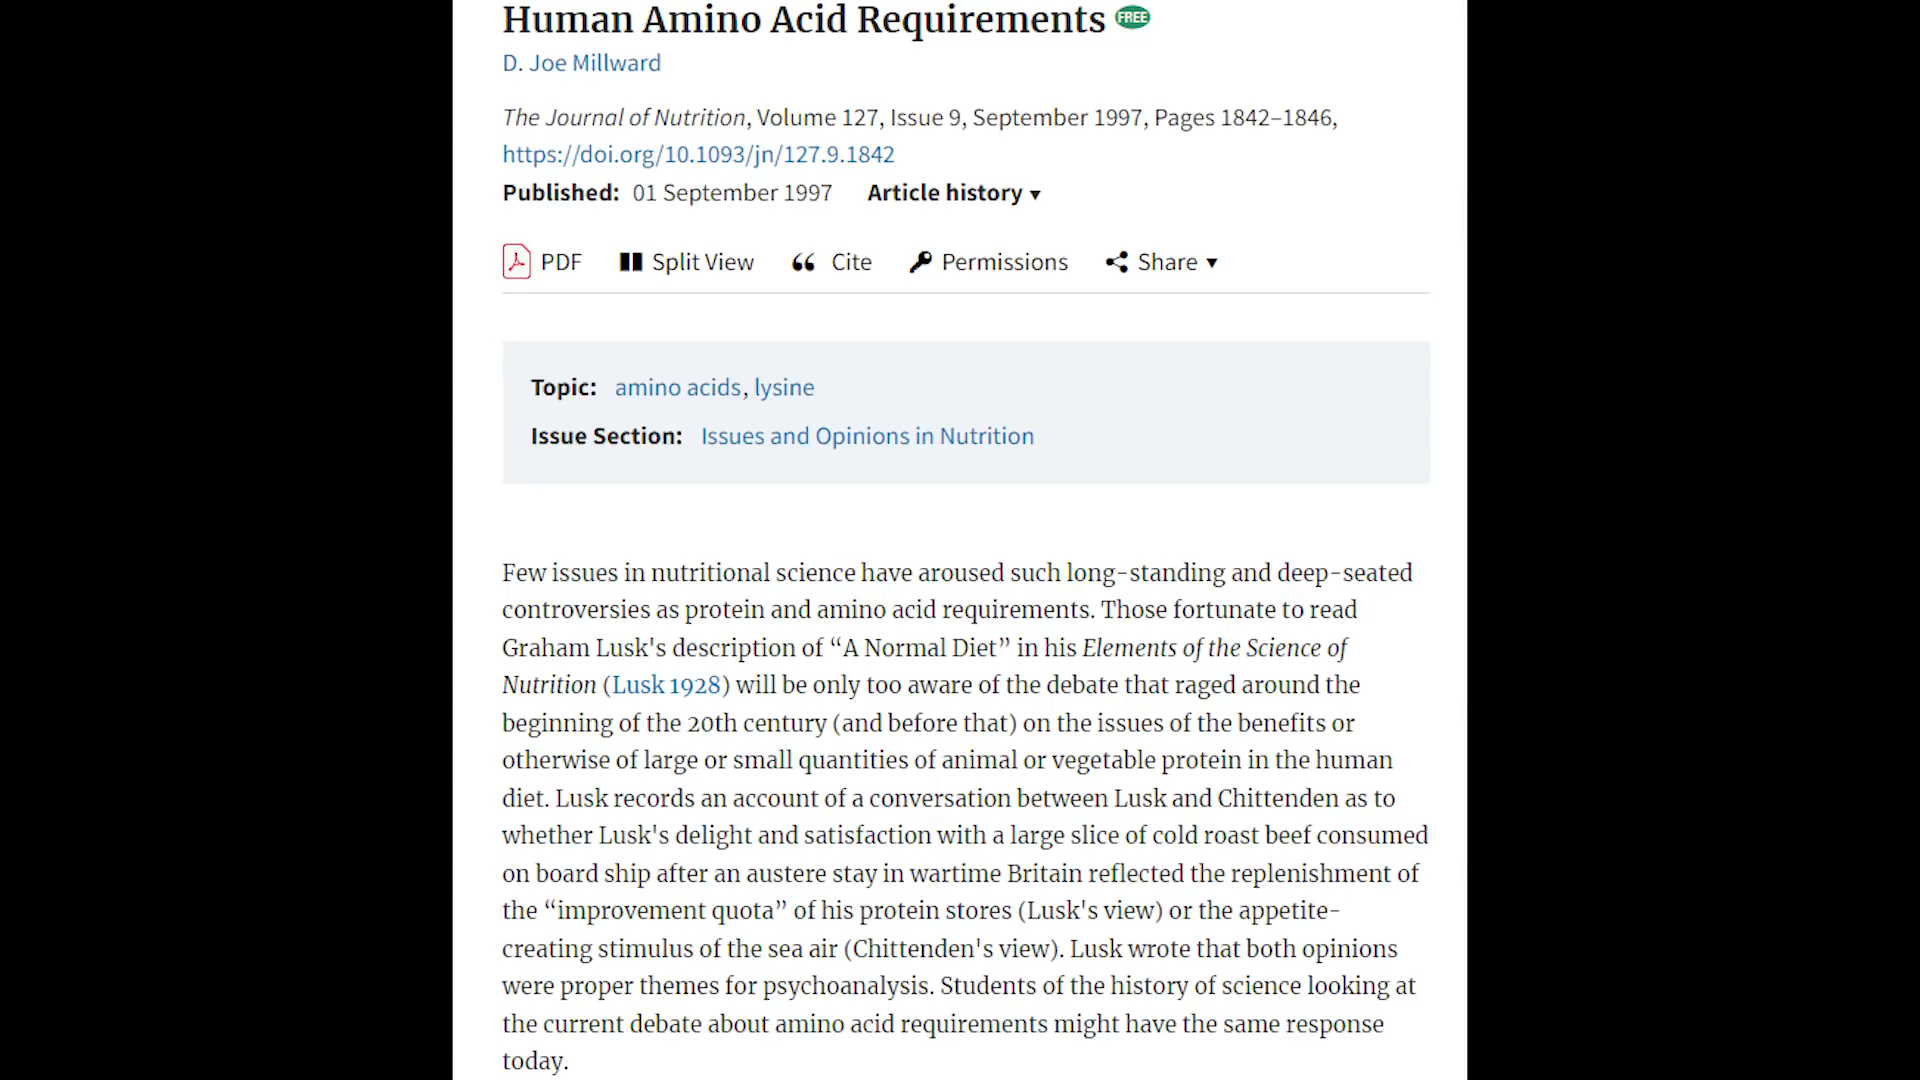 Human Amino Acid Requirements FREE
D. Joe Millward
The Journal of Nutrition, Volume 127, Issue 9, September 1997, Pages 1842–1846,
https://doi.org/10.1093/jn/127.9.1842
Published: 01 September 1997 Article history ▾
PDF Split View Cite Permissions Share ▾
Topic: amino acids, lysine
Issue Section: Issues and Opinions in Nutrition
Few issues in nutritional science have aroused such long-standing and deep-seated
controversies as protein and amino acid requirements. Those fortunate to read
Graham Lusk's description of “A Normal Diet” in his Elements of the Science of
Nutrition (Lusk 1928) will be only too aware of the debate that raged around the
beginning of the 20th century (and before that) on the issues of the benefits or
otherwise of large or small quantities of animal or vegetable protein in the human
diet. Lusk records an account of a conversation between Lusk and Chittenden as to
whether Lusk's delight and satisfaction with a large slice of cold roast beef consumed
on board ship after an austere stay in wartime Britain reflected the replenishment of
the “improvement quota” of his protein stores (Lusk's view) or the appetite-
creating stimulus of the sea air (Chittenden's view). Lusk wrote that both opinions
were proper themes for psychoanalysis. Students of the history of science looking at
the current debate about amino acid requirements might have the same response
today.